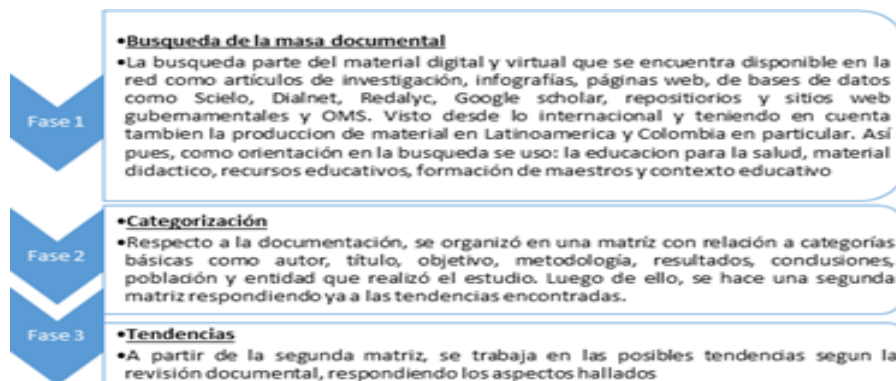 Fase 1
•Busqueda de la masa documental
•La busqueda parte del material digital y virtual que se encuentra disponible en la
red como artículos de investigación, infografías, páginas web, de bases de datos
como Scielo, Dialnet, Redalyc, Google scholar, repositiorios y sitios web
gubernamentales y OMS. Visto desde lo internacional y teniendo en cuenta
tambien la produccion de material en Latinoamerica y Colombia en particular. Así
pues, como orientación en la busqueda se uso: la educacion para la salud, material
didactico, recursos educativos, formación de maestros y contexto educativo
Fase 2
•Categorización
•Respecto a la documentación, se organizó en una matríz con relación a categorías
básicas como autor, título, objetivo, metodología, resultados, conclusiones,
población y entidad que realizó el estudio. Luego de ello, se hace una segunda
matriz respondiendo ya a las tendencias encontradas.
Fase 3
•Tendencias
•A partir de la segunda matriz, se trabaja en las posibles tendencias segun la
revisión documental, respondiendo los aspectos hallados